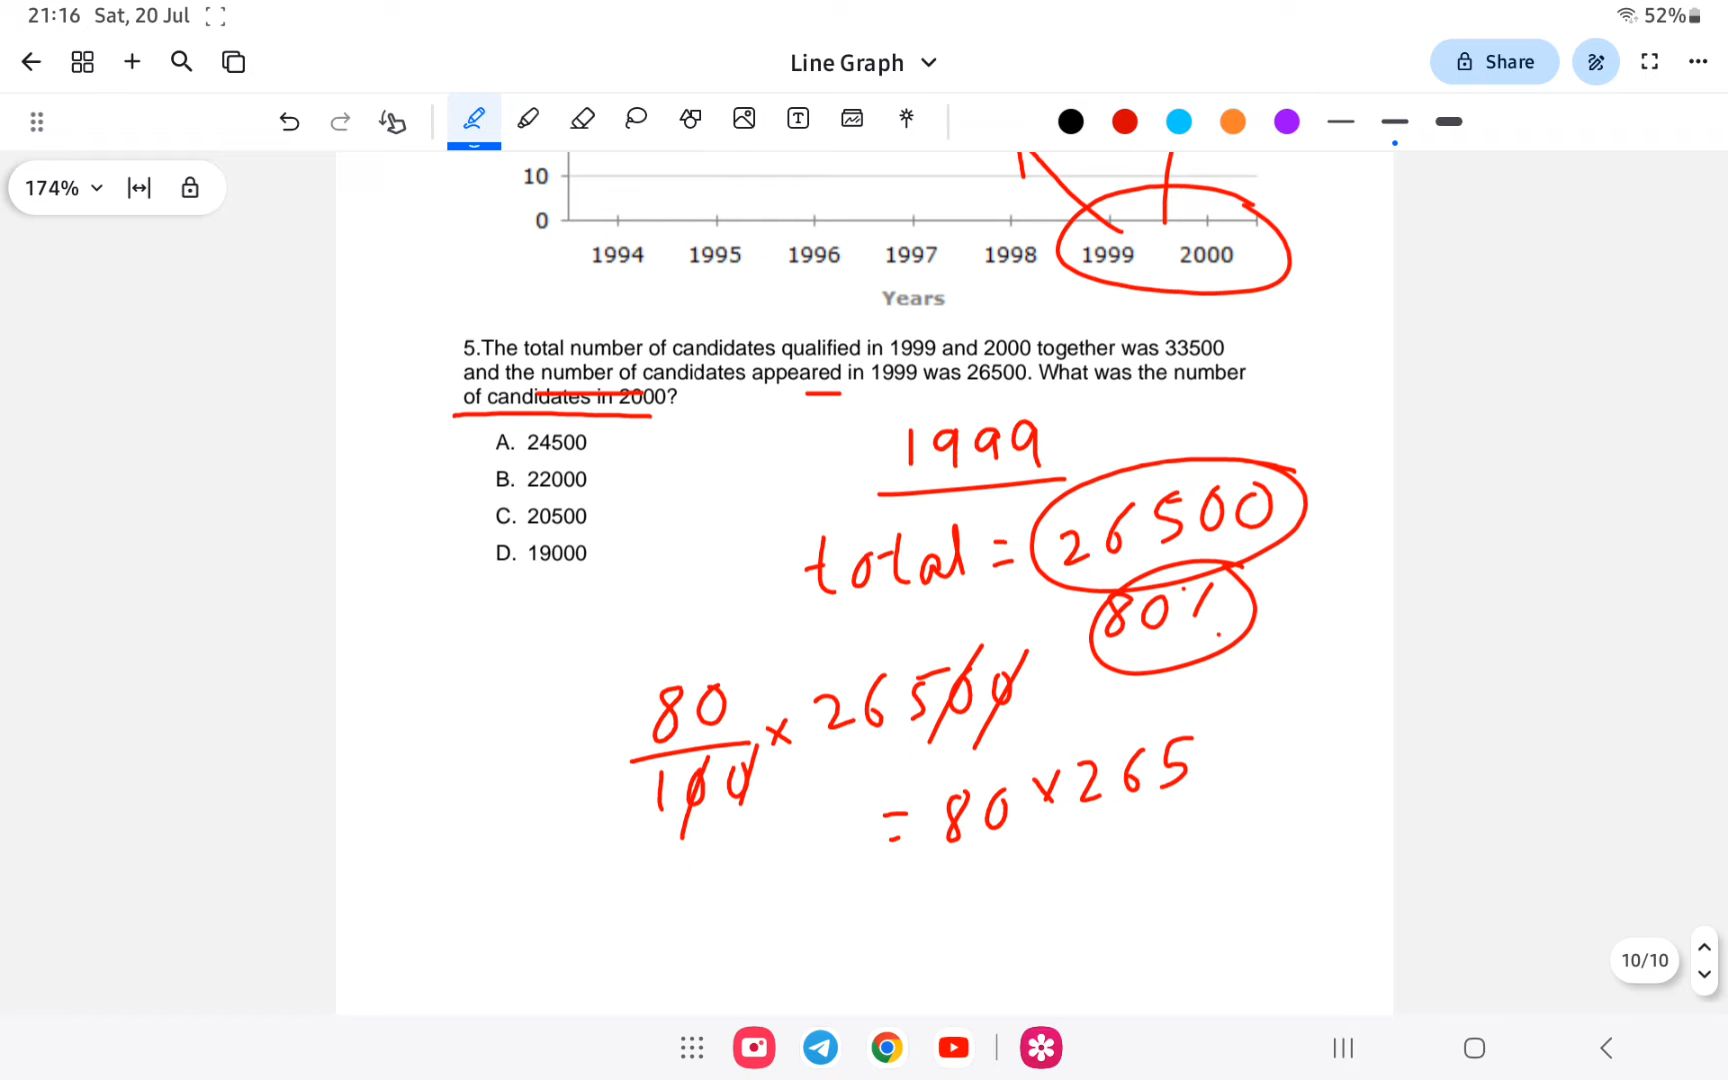 21:16 Sat, 20 Jul 52%
Line Graph
Share
174%
10
0
1994 1995 1996 1997 1998 1999 2000
Years
5.The total number of candidates qualified in 1999 and 2000 together was 33500
and the number of candidates appeared in 1999 was 26500. What was the number
of candidates in 2000?
A. 24500
B. 22000
C. 20500
D. 19000
1999
total = 26500
80%
80
100 × 26500
= 80 × 265
10/10